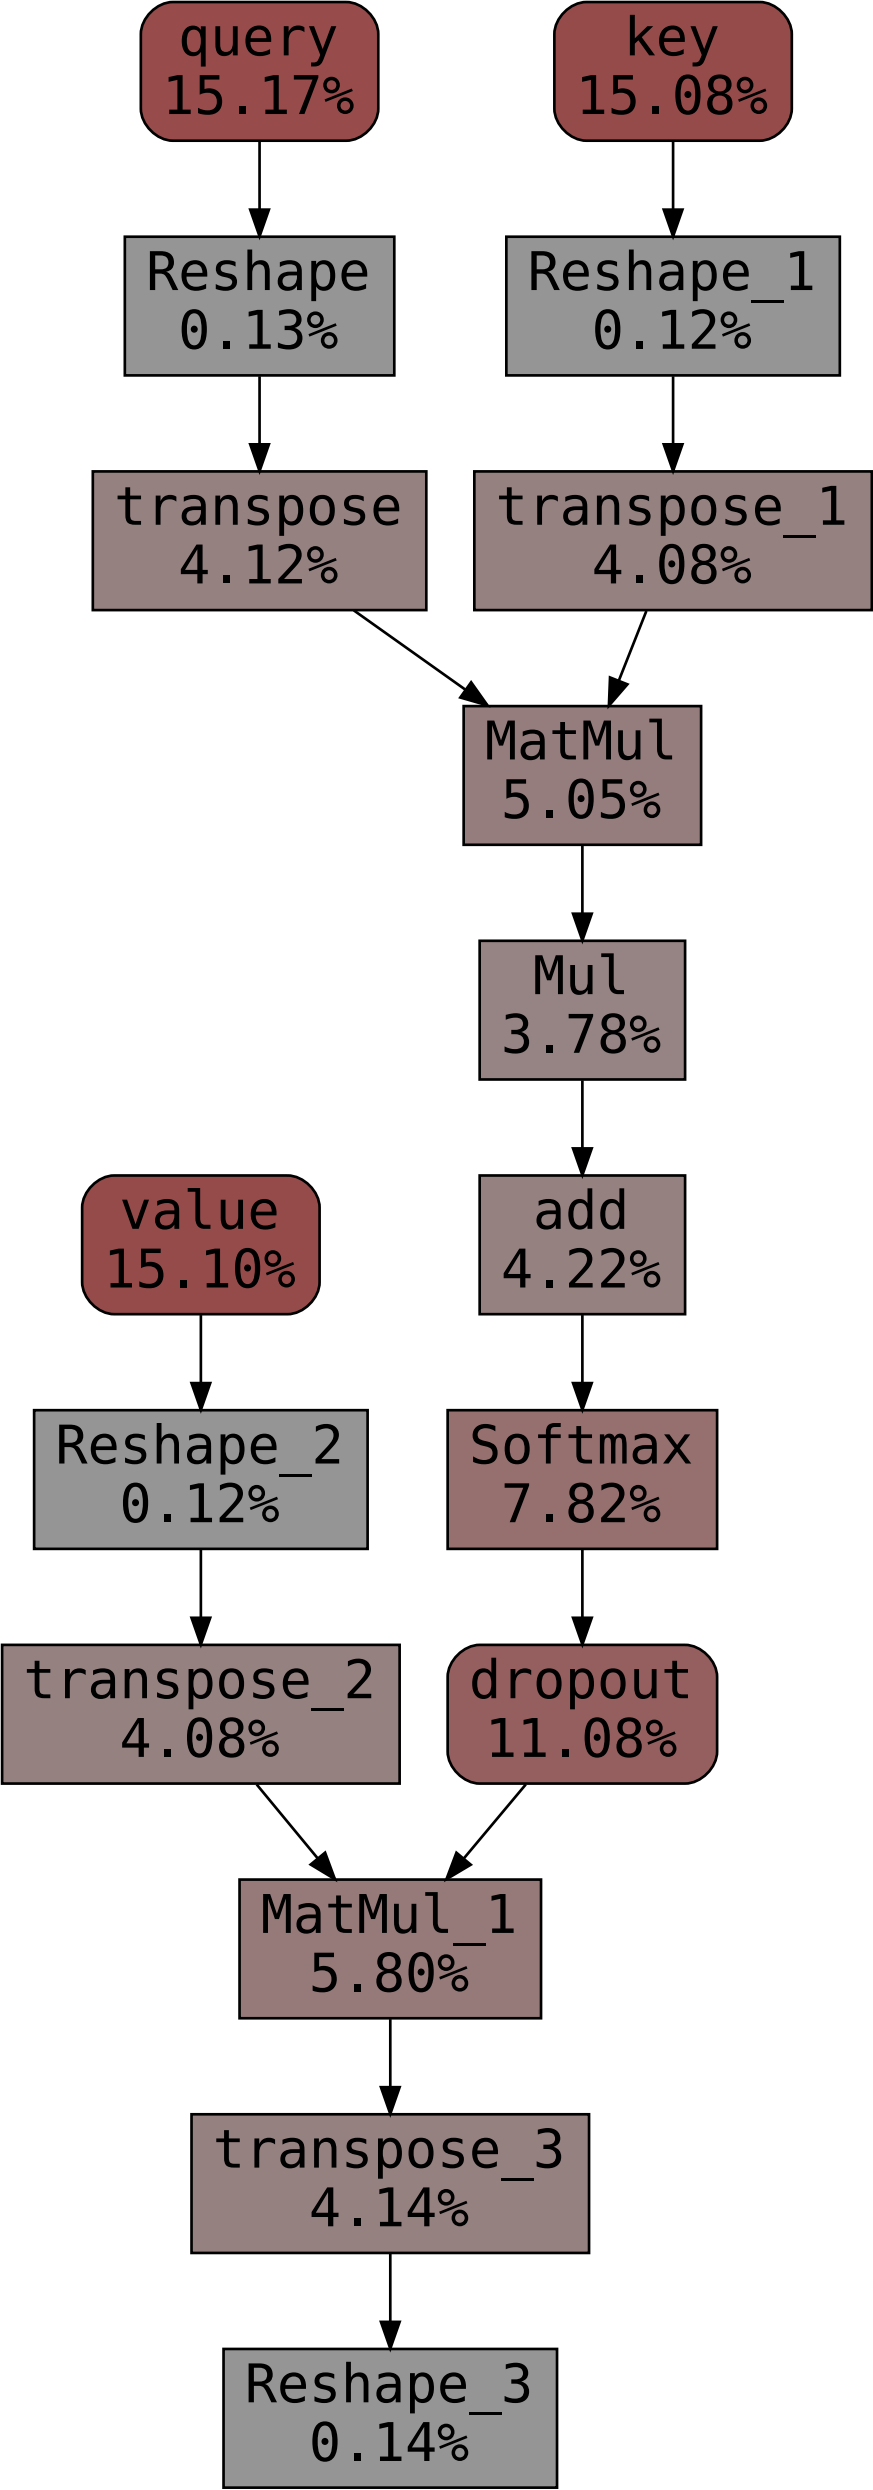 query
15.17%
key
15.08%
Reshape
0.13%
Reshape_1
0.12%
transpose
4.12%
transpose_1
4.08%
MatMul
5.05%
Mul
3.78%
value
15.10%
add
4.22%
Reshape_2
0.12%
Softmax
7.82%
transpose_2
4.08%
dropout
11.08%
MatMul_1
5.80%
transpose_3
4.14%
Reshape_3
0.14%